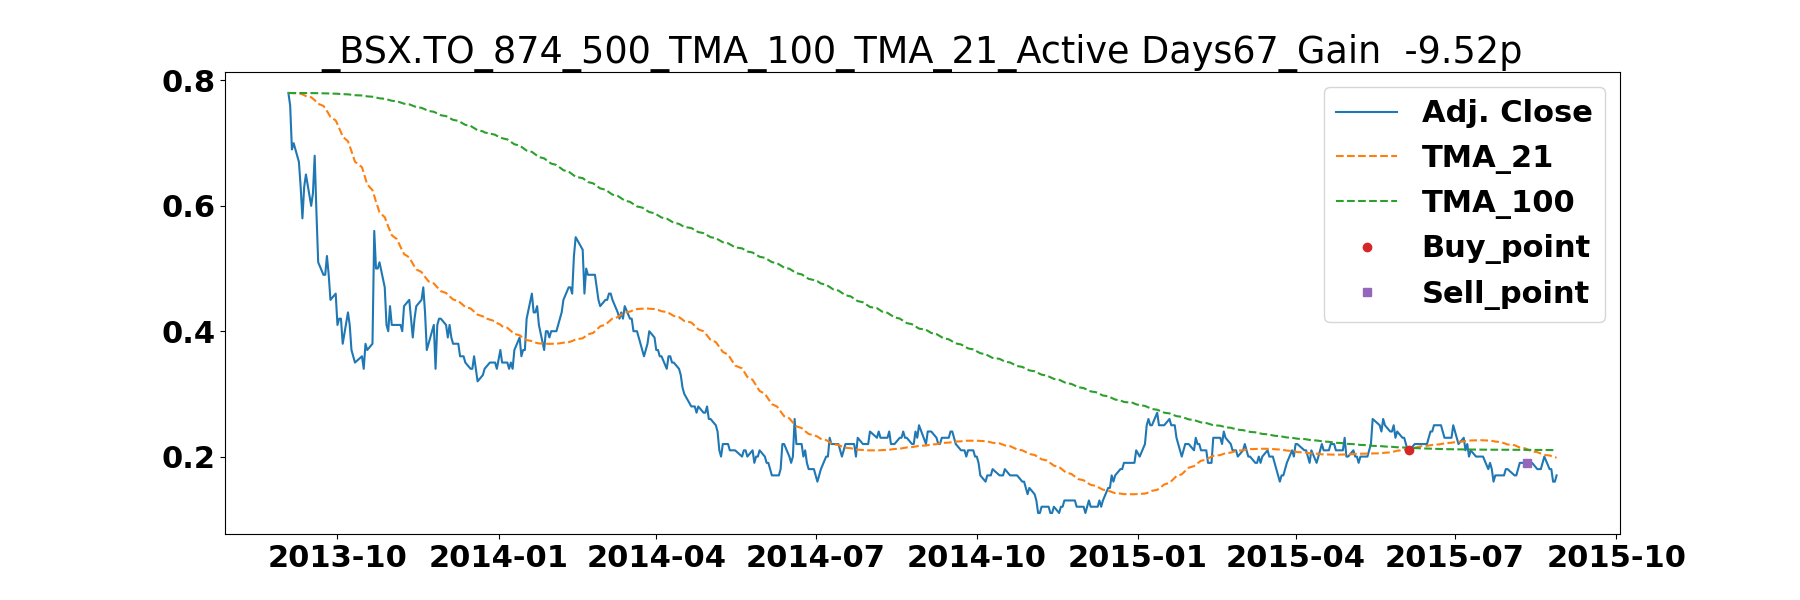 _BSX.TO_874_500_TMA_100_TMA_21_Active Days67_Gain  -9.52p
0.8
0.6
0.4
0.2
Adj. Close
TMA_21
TMA_100
Buy_point
Sell_point
2013-10 2014-01 2014-04 2014-07 2014-10 2015-01 2015-04 2015-07 2015-10